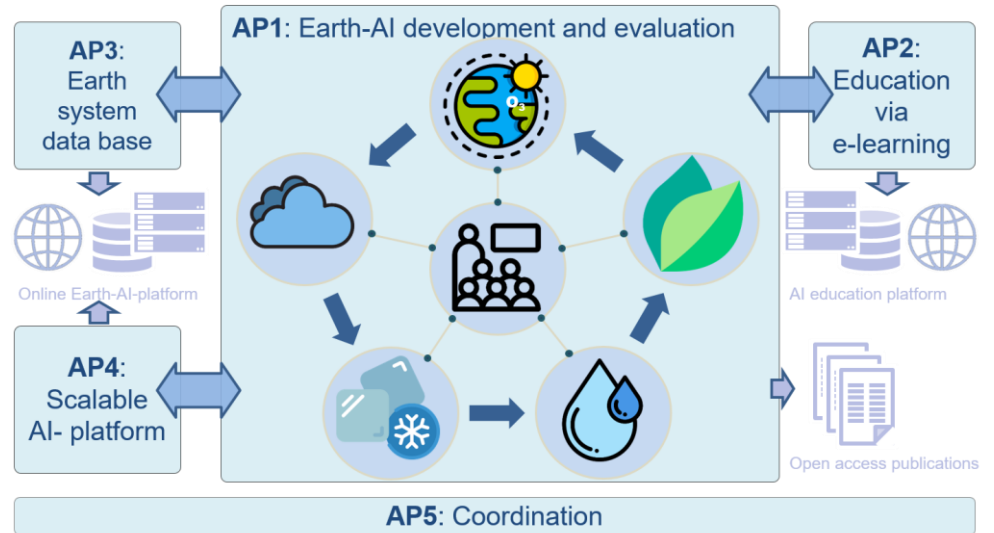 AP1: Earth-AI development and evaluation
AP3:
Earth
system
data base
AP2:
Education
via
e-learning
O3
Online Earth-AI-platform
AI education platform
AP4:
Scalable
AI- platform
Open access publications
AP5: Coordination